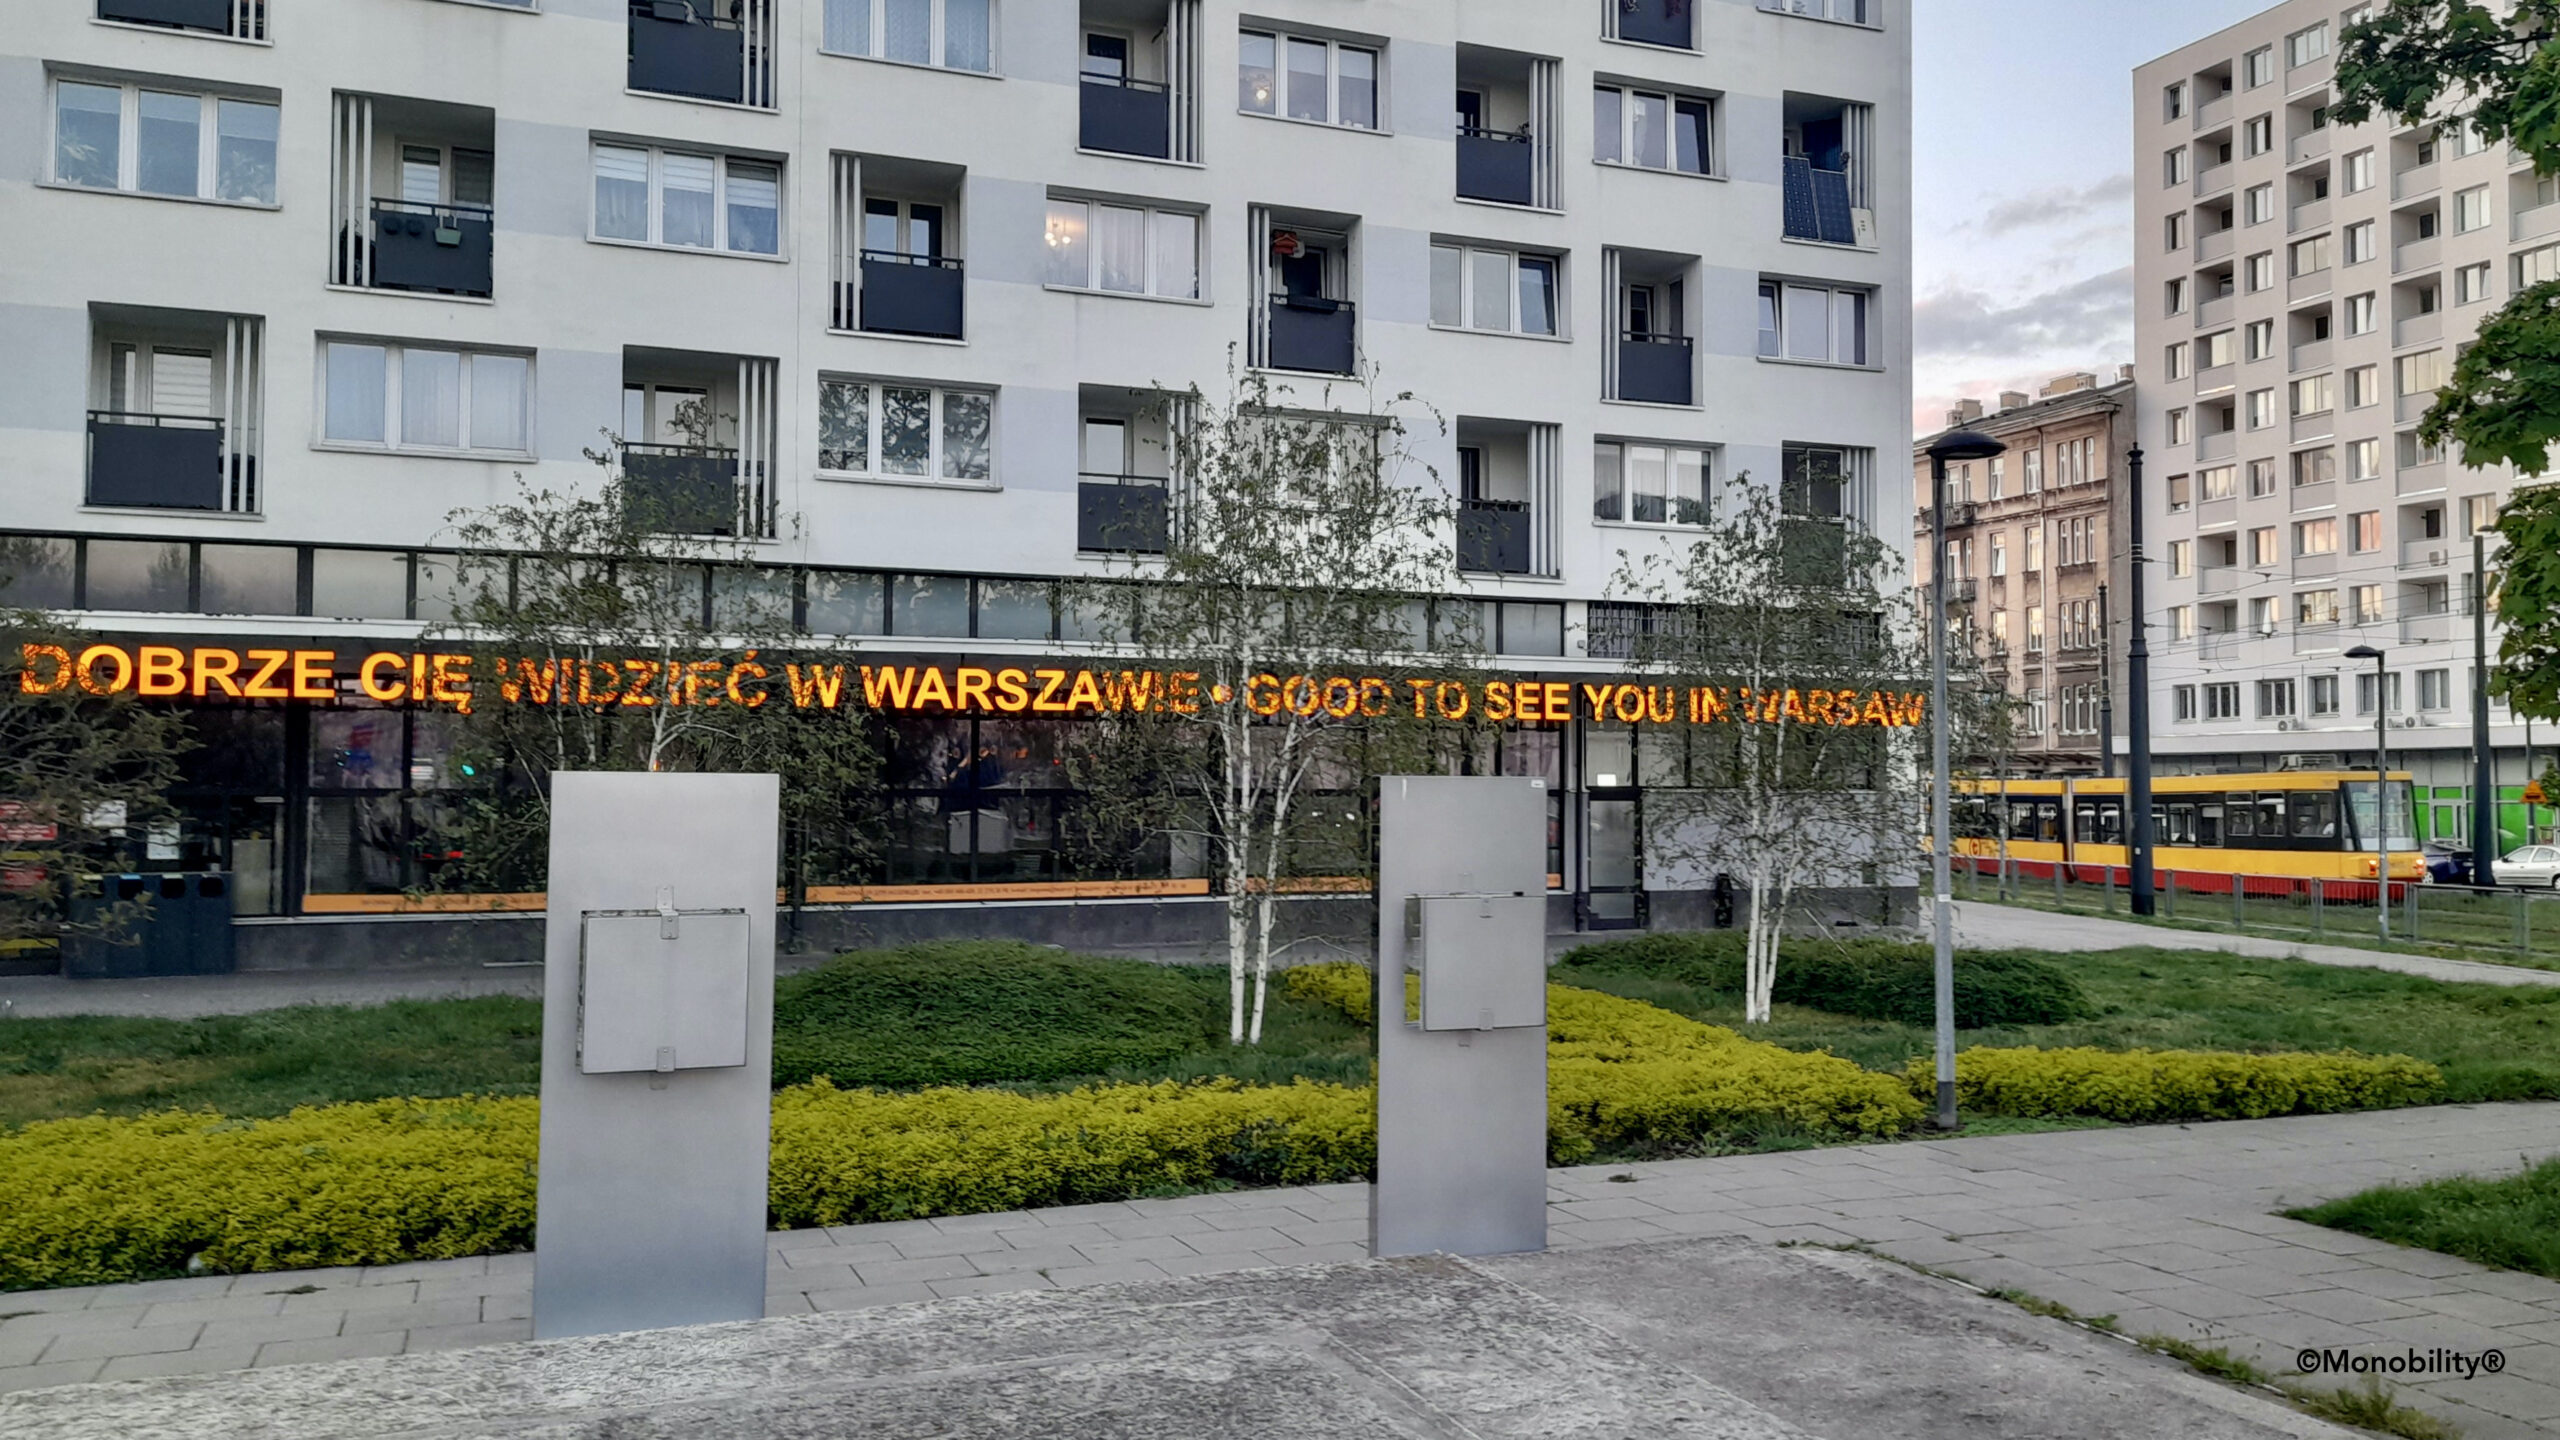 DOBRZE CIĘ WIDZIEĆ W WARSZAWIE • GOOD TO SEE YOU IN WARSAW
©Monobility®